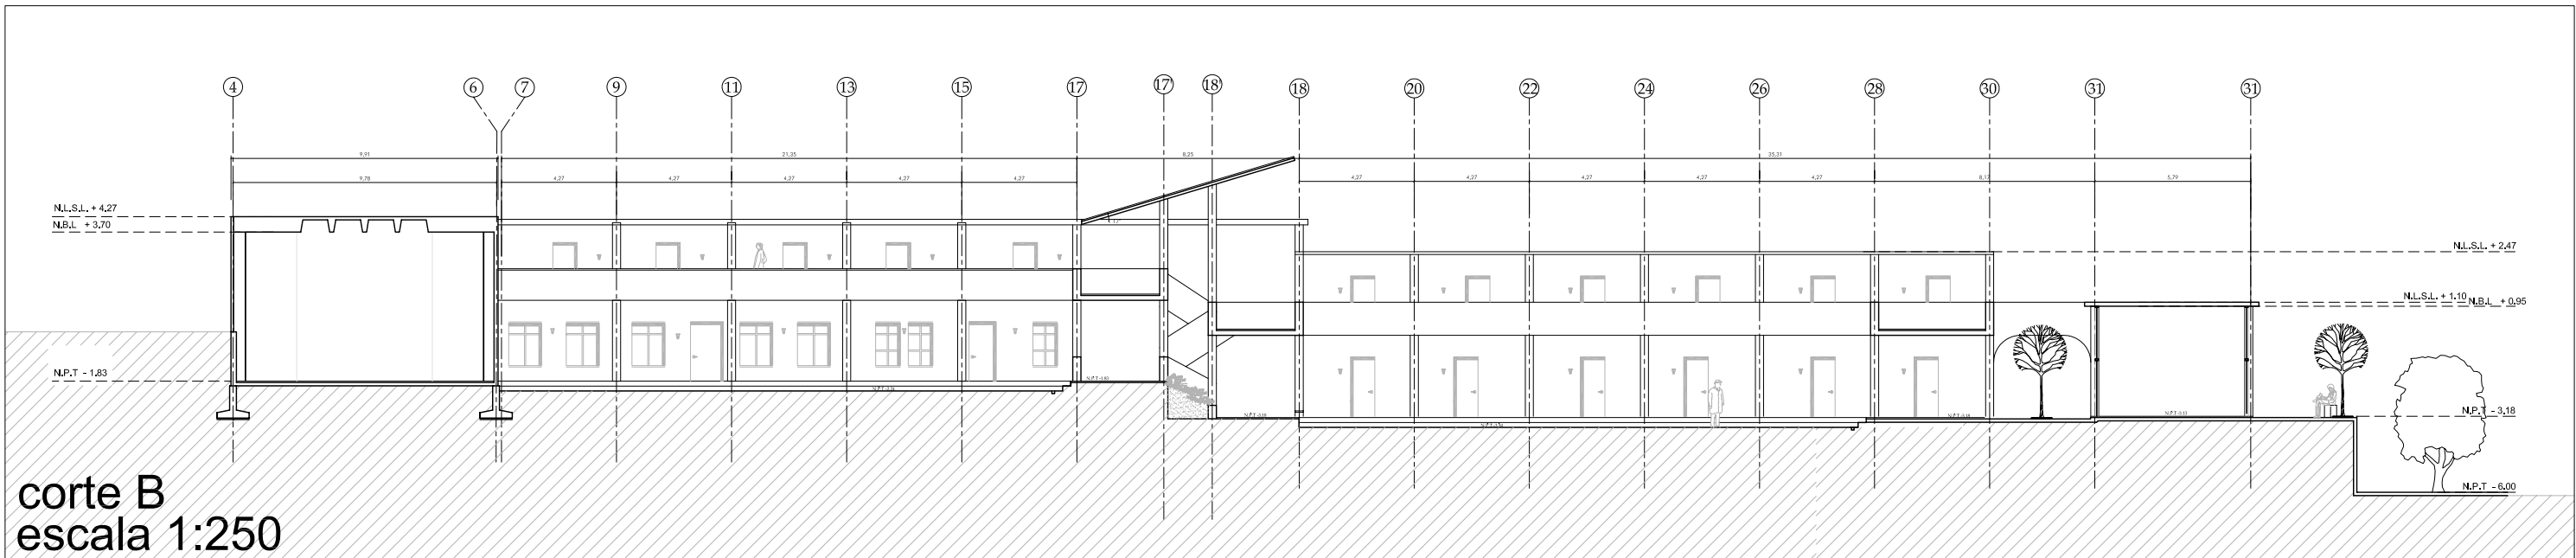 4 6 7 9 11 13 15 17 17' 18' 18 20 22 24 26 28 30 31 31
9,91 21,35 8,25 35,31
9,78 4,27 4,27 4,27 4,27 4,27 4,27 4,27 4,27 4,27 4,27 8,17 5,79
N.L.S.L. + 4.27
N.B.L + 3.70
N.L.S.L. + 2.47
N.L.S.L. + 1.10
N.B.L + 0.95
N.P.T - 1.83
N.P.T - 3.18
N.P.T - 6.00
corte B
escala 1:250